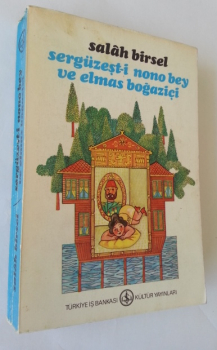 salâh birsel
sergüzeşt-i nono bey
ve elmas boğaziçi
TÜRKİYE İŞ BANKASI KÜLTÜR YAYINLARI